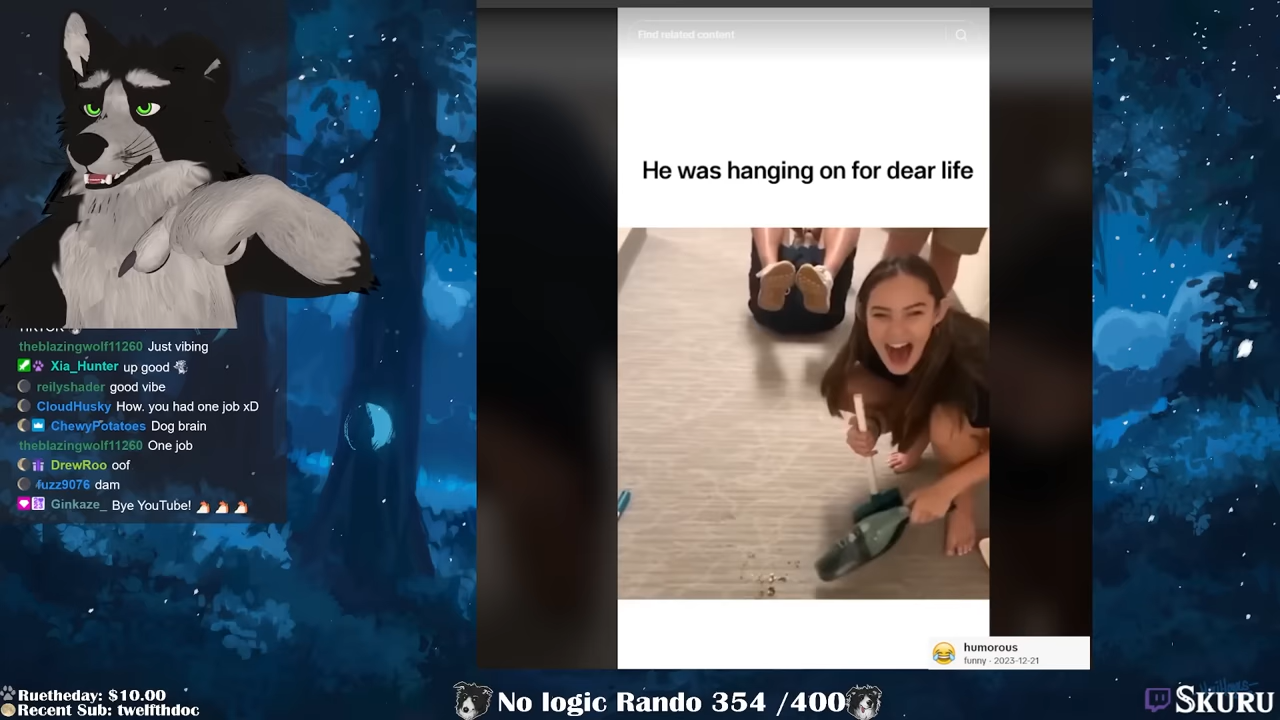 Find related content
He was hanging on for dear life
theblazingwolf11260 Just vibing
Xia_Hunter up good
reilyshader good vibe
CloudHusky How. you had one job xD
ChewyPotatoes Dog brain
theblazingwolf11260 One job
DrewRoo oof
fuzz9076 dam
Ginkaze_ Bye YouTube!
humorous
funny - 2023-12-21
Ruetheday: $10.00
Recent Sub: twelfthdoc
No logic Rando 354 /400
SKURU